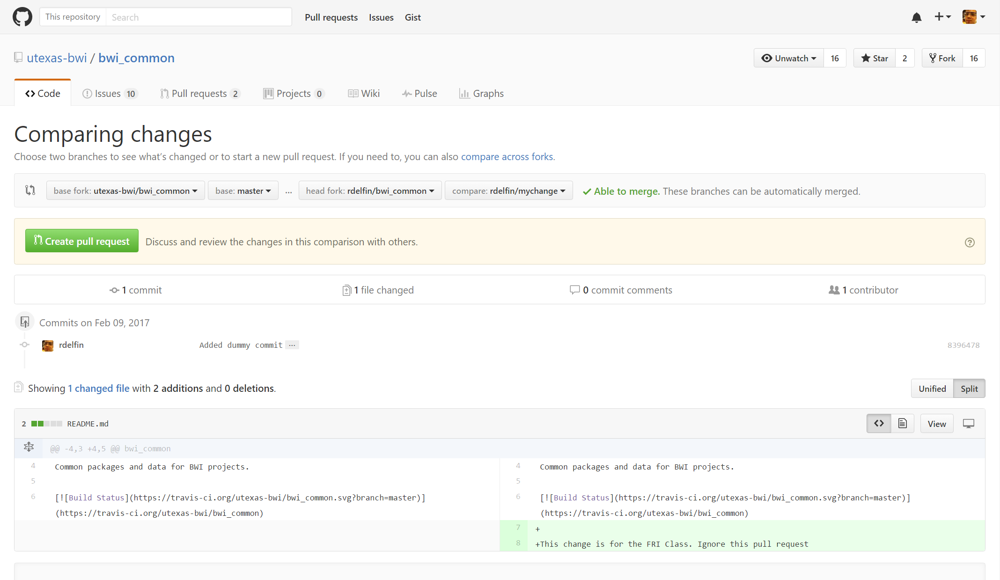 This repository Search Pull requests Issues Gist
utexas-bwi / bwi_common Unwatch 16 Star 2 Fork 16
Code Issues 10 Pull requests 2 Projects 0 Wiki Pulse Graphs
Comparing changes
Choose two branches to see what’s changed or to start a new pull request. If you need to, you can also compare across forks.
base fork: utexas-bwi/bwi_common base: master ... head fork: rdelfin/bwi_common compare: rdelfin/mychange Able to merge. These branches can be automatically merged.
Create pull request Discuss and review the changes in this comparison with others.
1 commit 1 file changed 0 commit comments 1 contributor
Commits on Feb 09, 2017
rdelfin Added dummy commit ... 8396478
Showing 1 changed file with 2 additions and 0 deletions. Unified Split
2 README.md View
@@ -4,3 +4,5 @@ bwi_common
4 Common packages and data for BWI projects. 4 Common packages and data for BWI projects.
5 5
6 [![Build Status](https://travis-ci.org/utexas-bwi/bwi_common.svg?branch=master)] 6 [![Build Status](https://travis-ci.org/utexas-bwi/bwi_common.svg?branch=master)]
(https://travis-ci.org/utexas-bwi/bwi_common) (https://travis-ci.org/utexas-bwi/bwi_common)
7 +
8 +This change is for the FRI Class. Ignore this pull request